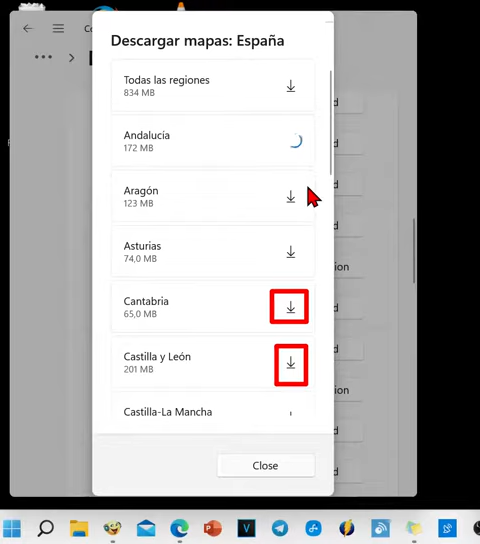 Descargar mapas: España
Todas las regiones
834 MB
Andalucía
172 MB
Aragón
123 MB
Asturias
74,0 MB
Cantabria
65,0 MB
Castilla y León
201 MB
Castilla-La Mancha
Close